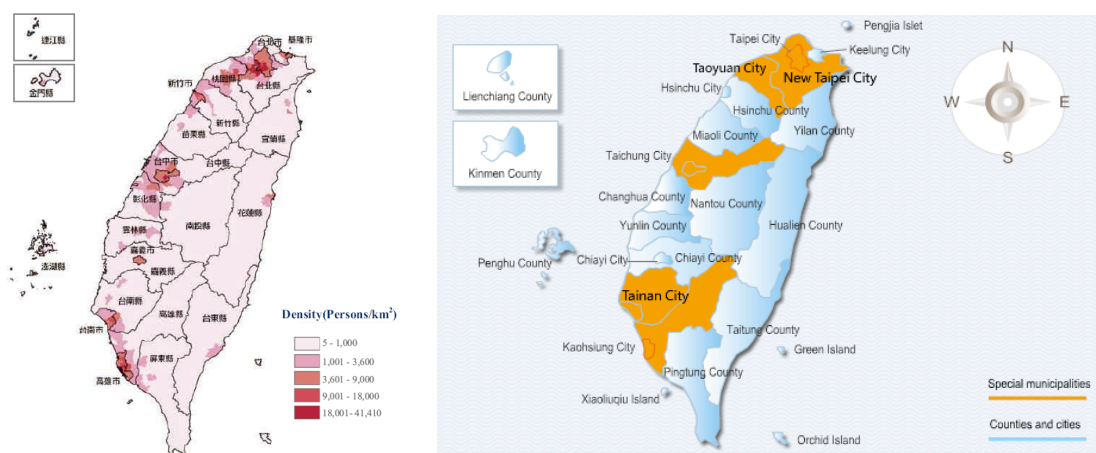 連江縣
金門縣
台北市
基隆市
桃園縣
台北縣
新竹市
新竹縣
苗栗縣
宜蘭縣
台中市
台中縣
彰化縣
花蓮縣
南投縣
雲林縣
嘉義市
澎湖縣
嘉義縣
台南縣
高雄縣
台東縣
台南市
屏東縣
高雄市
Density(Persons/km²)
5 - 1,000
1,001 - 3,600
3,601 - 9,000
9,001 - 18,000
18,001- 41,410
Pengjia Islet
Taipei City
Keelung City
Taoyuan City
New Taipei City
Lienchiang County
Hsinchu City
Hsinchu County
Yilan County
Miaoli County
Kinmen County
Taichung City
Changhua County
Nantou County
Yunlin County
Hualien County
Penghu County
Chiayi City
Chiayi County
Tainan City
Taitung County
Kaohsiung City
Green Island
Pingtung County
Xiaoliuqiu Island
Orchid Island
N
W
E
S
Special municipalities
Counties and cities